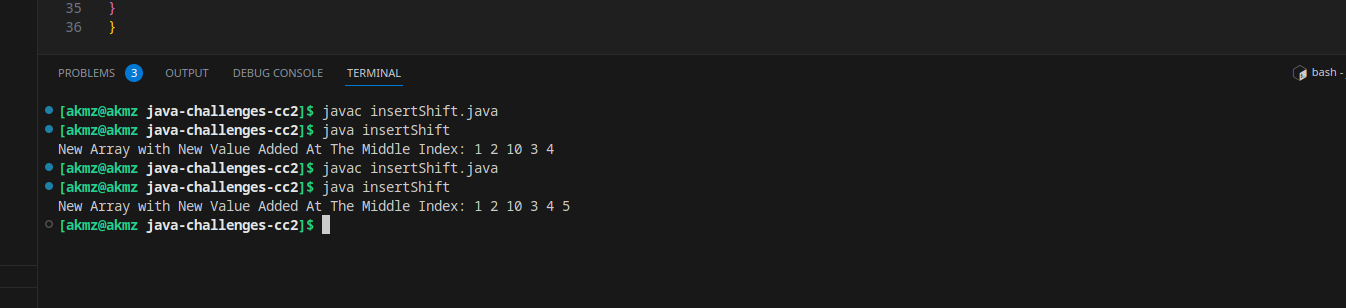 35 }
36 }
PROBLEMS 3 OUTPUT DEBUG CONSOLE TERMINAL bash -
[akmz@akmz java-challenges-cc2]$ javac insertShift.java
[akmz@akmz java-challenges-cc2]$ java insertShift
New Array with New Value Added At The Middle Index: 1 2 10 3 4
[akmz@akmz java-challenges-cc2]$ javac insertShift.java
[akmz@akmz java-challenges-cc2]$ java insertShift
New Array with New Value Added At The Middle Index: 1 2 10 3 4 5
[akmz@akmz java-challenges-cc2]$